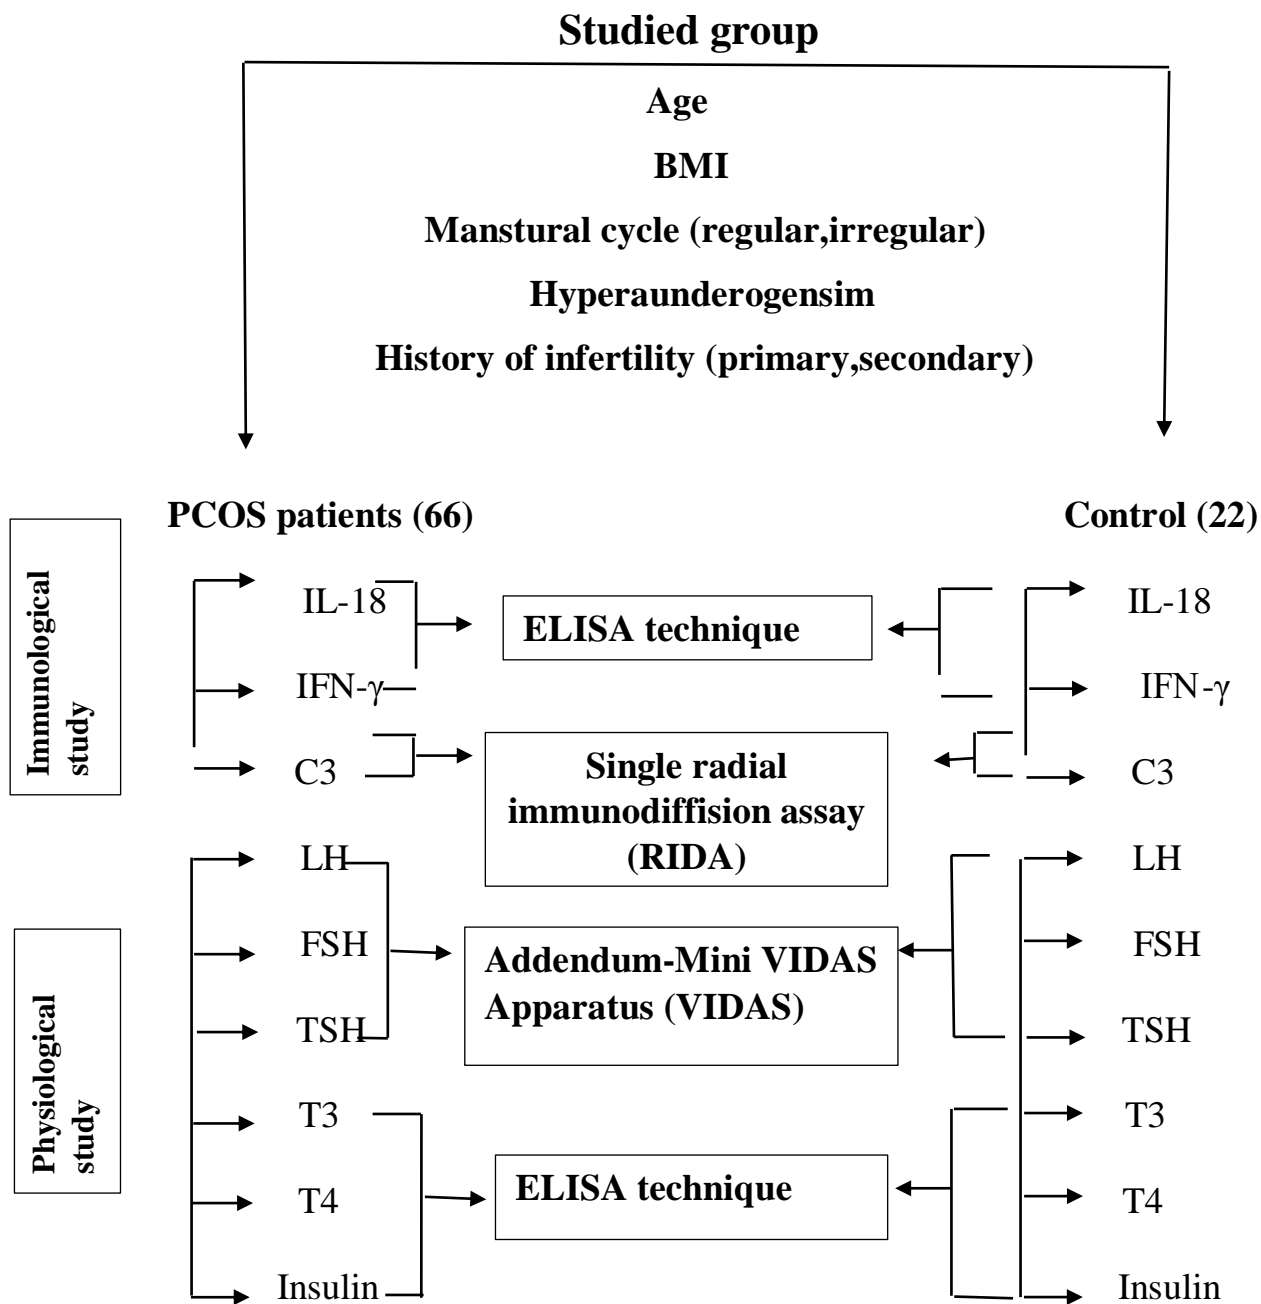 Studied group
Age
BMI
Manstural cycle (regular,irregular)
Hyperaunderogensim
History of infertility (primary,secondary)
PCOS patients (66)
Control (22)
Immunological
study
IL-18
ELISA technique
IL-18
IFN-γ
IFN-γ
C3
Single radial
immunodiffision assay
(RIDA)
C3
Physiological
study
LH
LH
FSH
Addendum-Mini VIDAS
Apparatus (VIDAS)
FSH
TSH
TSH
T3
T3
ELISA technique
T4
T4
Insulin
Insulin